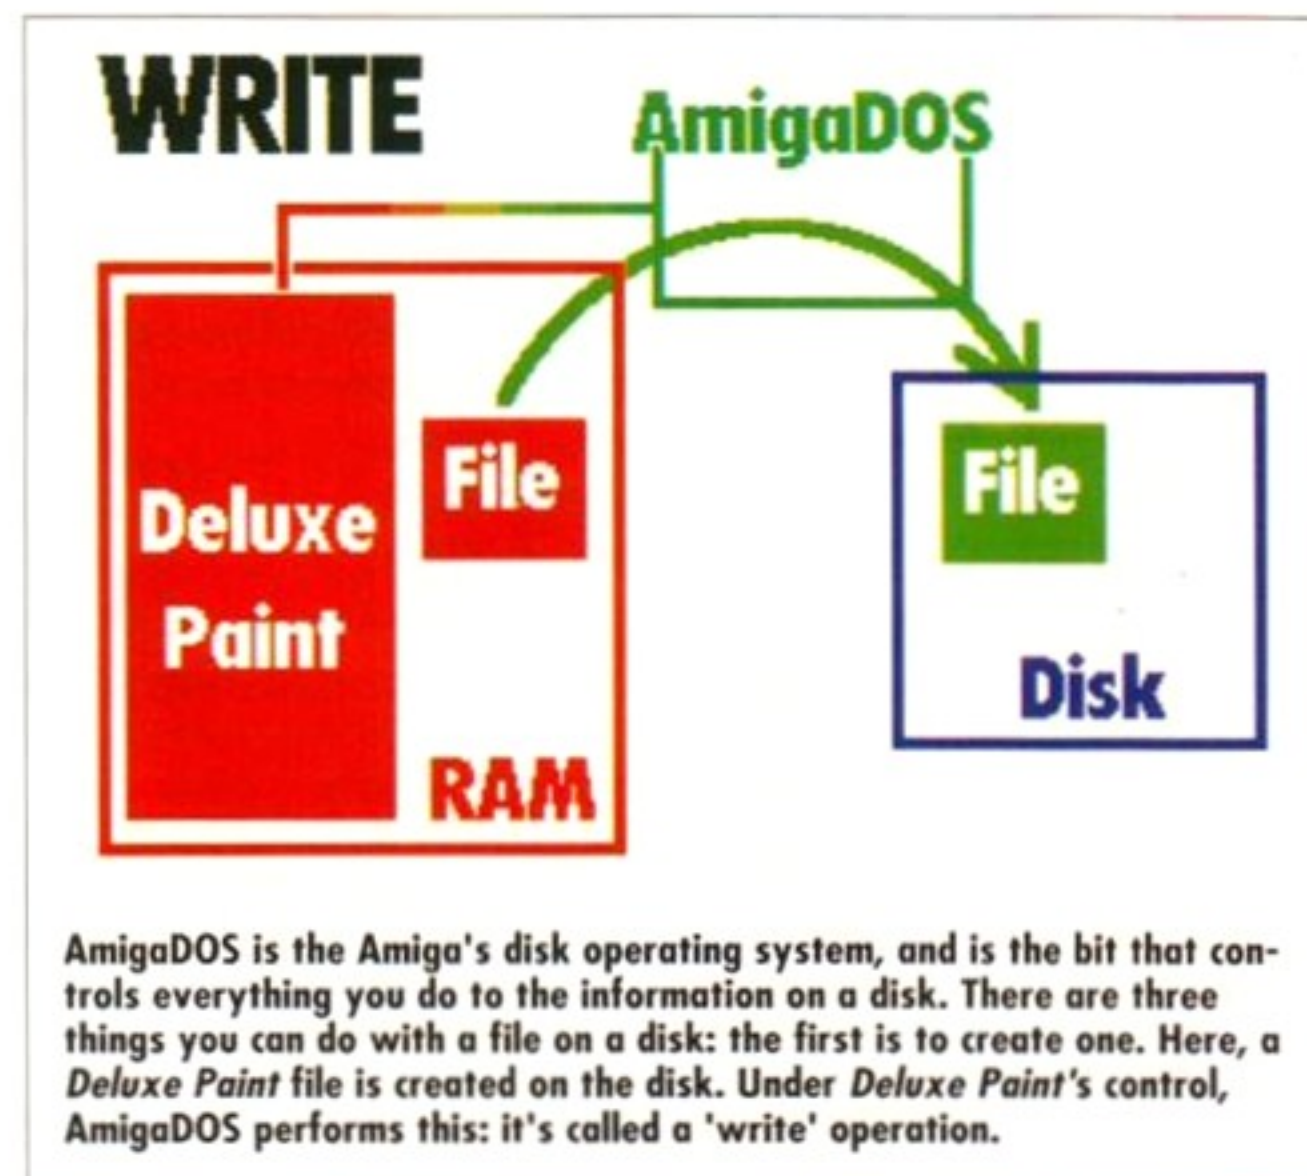 WRITE
AmigaDOS
File
File
Deluxe
Paint
Disk
RAM
AmigaDOS is the Amiga's disk operating system, and is the bit that con-
trols everything you do to the information on a disk. There are three
things you can do with a file on a disk: the first is to create one. Here, a
Deluxe Paint file is created on the disk. Under Deluxe Paint's control,
AmigaDOS performs this: it's called a 'write' operation.